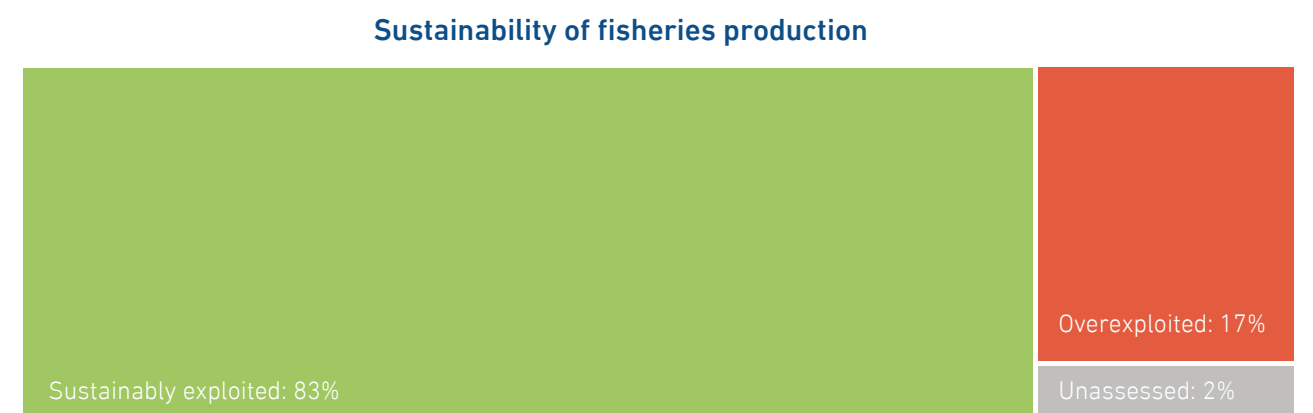 Sustainability of fisheries production
Overexploited: 17%
Sustainably exploited: 83%
Unassessed: 2%